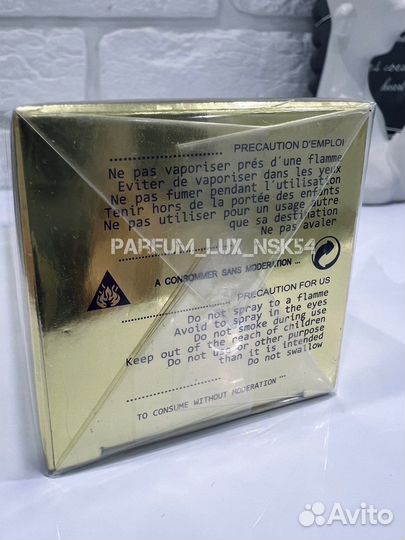 PRECAUTION D'EMPLOI
Ne pas vaporiser prés d'une flamme
Eviter de vaporiser dans les yeux
Ne pas fumer pendant l'utilisation
Tenir hors de la portée des enfants
Ne pas utiliser pour un usage autre
que sa destination
Ne pas avaler
PARFUM_LUX_NSK54
A CONSOMMER SANS MODERATION ...
PRECAUTION FOR US
Do not spray to a flamme
Avoid to spray in the eyes
Do not smoke during use
Keep out of the reach of children
Do not use for other purpose
than it is intended
Do not swallow
TO CONSUME WITHOUT MODERATION ...
Avito